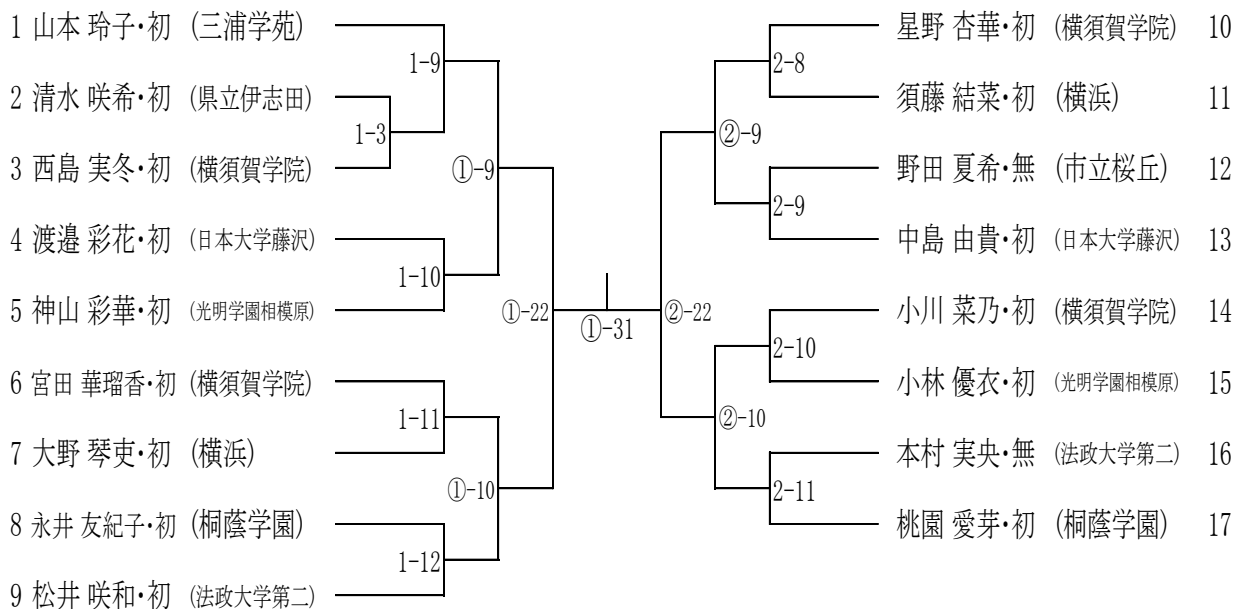 1 山本 玲子・初 (三浦学苑)
1-9
2 清水 咲希・初 (県立伊志田)
1-3
3 西島 実冬・初 (横須賀学院)
①-9
4 渡邉 彩花・初 (日本大学藤沢)
1-10
5 神山 彩華・初 (光明学園相模原)
①-22
6 宮田 華瑠香・初 (横須賀学院)
1-11
7 大野 琴吏・初 (横浜)
①-10
8 永井 友紀子・初 (桐蔭学園)
1-12
9 松井 咲和・初 (法政大学第二)
①-31
星野 杏華・初 (横須賀学院) 10
2-8
須藤 結菜・初 (横浜) 11
②-9
野田 夏希・無 (市立桜丘) 12
2-9
中島 由貴・初 (日本大学藤沢) 13
②-22
小川 菜乃・初 (横須賀学院) 14
2-10
小林 優衣・初 (光明学園相模原) 15
②-10
本村 実央・無 (法政大学第二) 16
2-11
桃園 愛芽・初 (桐蔭学園) 17